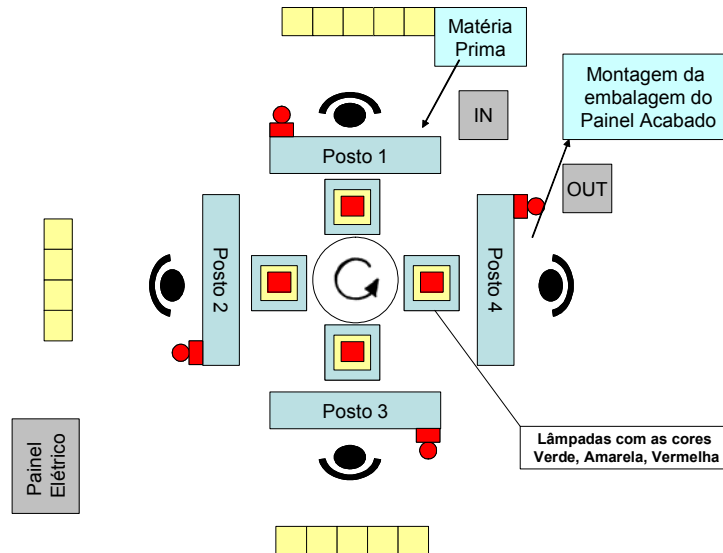 Matéria
Prima
Montagem da
embalagem do
Painel Acabado
IN
OUT
Posto 1
Posto 2
Posto 4
Posto 3
Lâmpadas com as cores
Verde, Amarela, Vermelha
Painel
Elétrico